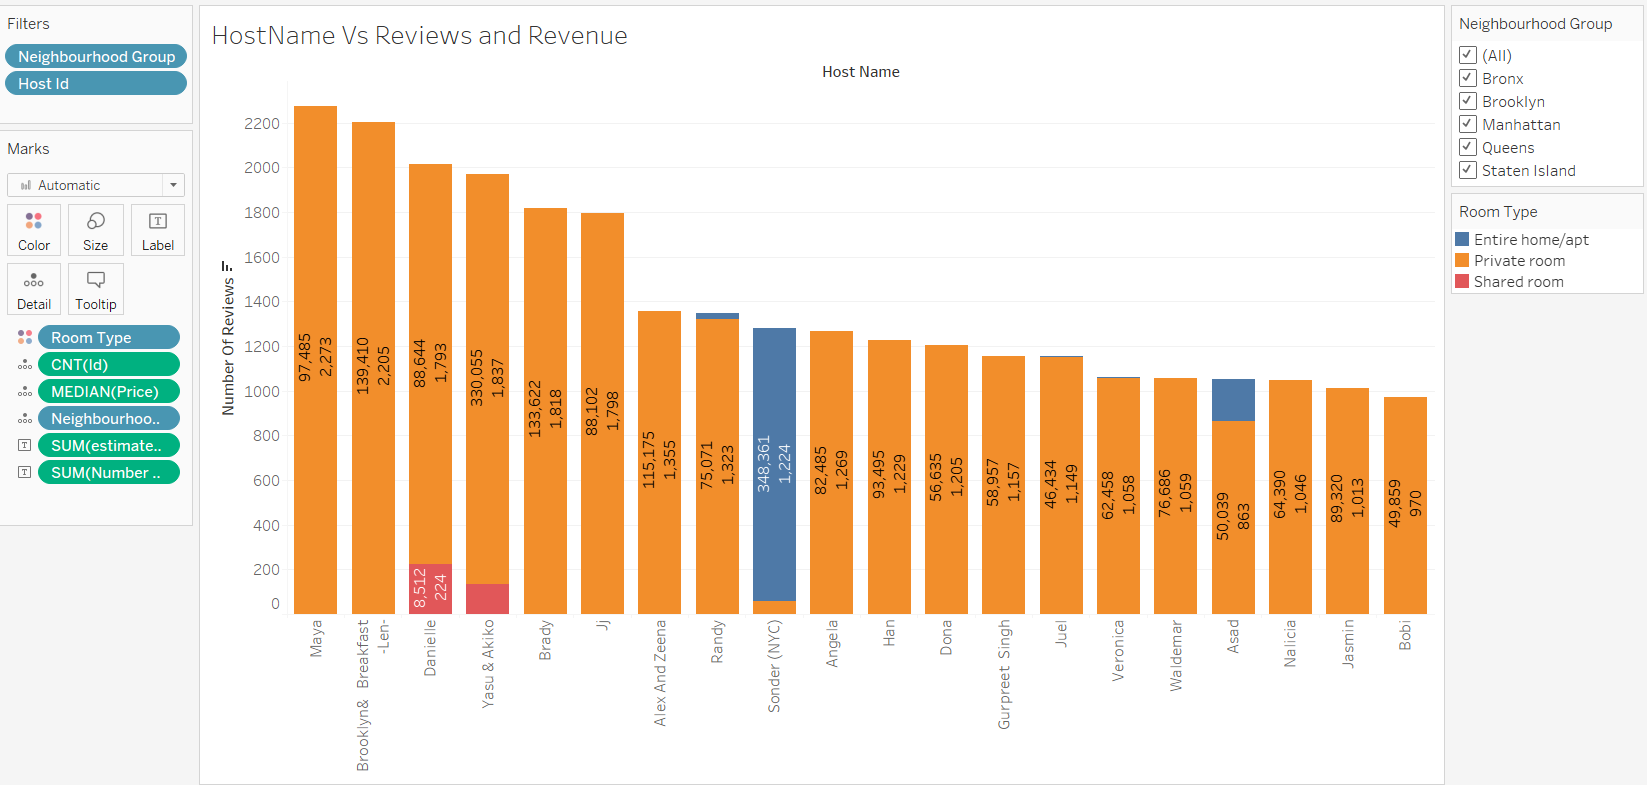 Filters
Neighbourhood Group
Host Id
Marks
Automatic
Color
Size
Label
Detail
Tooltip
Room Type
CNT(Id)
MEDIAN(Price)
Neighbourhoo..
SUM(estimate..
SUM(Number ..
HostName Vs Reviews and Revenue
Host Name
Number Of Reviews
2200
2000
1800
1600
1400
1200
1000
800
600
400
200
0
97,485
2,273
139,410
2,205
88,644
1,793
8,512
224
330,055
1,837
133,622
1,818
88,102
1,798
115,175
1,355
75,071
1,323
348,361
1,224
82,485
1,269
93,495
1,229
56,635
1,205
58,957
1,157
46,434
1,149
62,458
1,058
76,686
1,059
50,039
863
64,390
1,046
89,320
1,013
49,859
970
Maya
Brooklyn& Breakfast
-Len-
Danielle
Yasu & Akiko
Brady
Jj
Alex And Zeena
Randy
Sonder (NYC)
Angela
Han
Dona
Gurpreet Singh
Juel
Veronica
Waldemar
Asad
Nalicia
Jasmin
Bobi
Neighbourhood Group
(All)
Bronx
Brooklyn
Manhattan
Queens
Staten Island
Room Type
Entire home/apt
Private room
Shared room